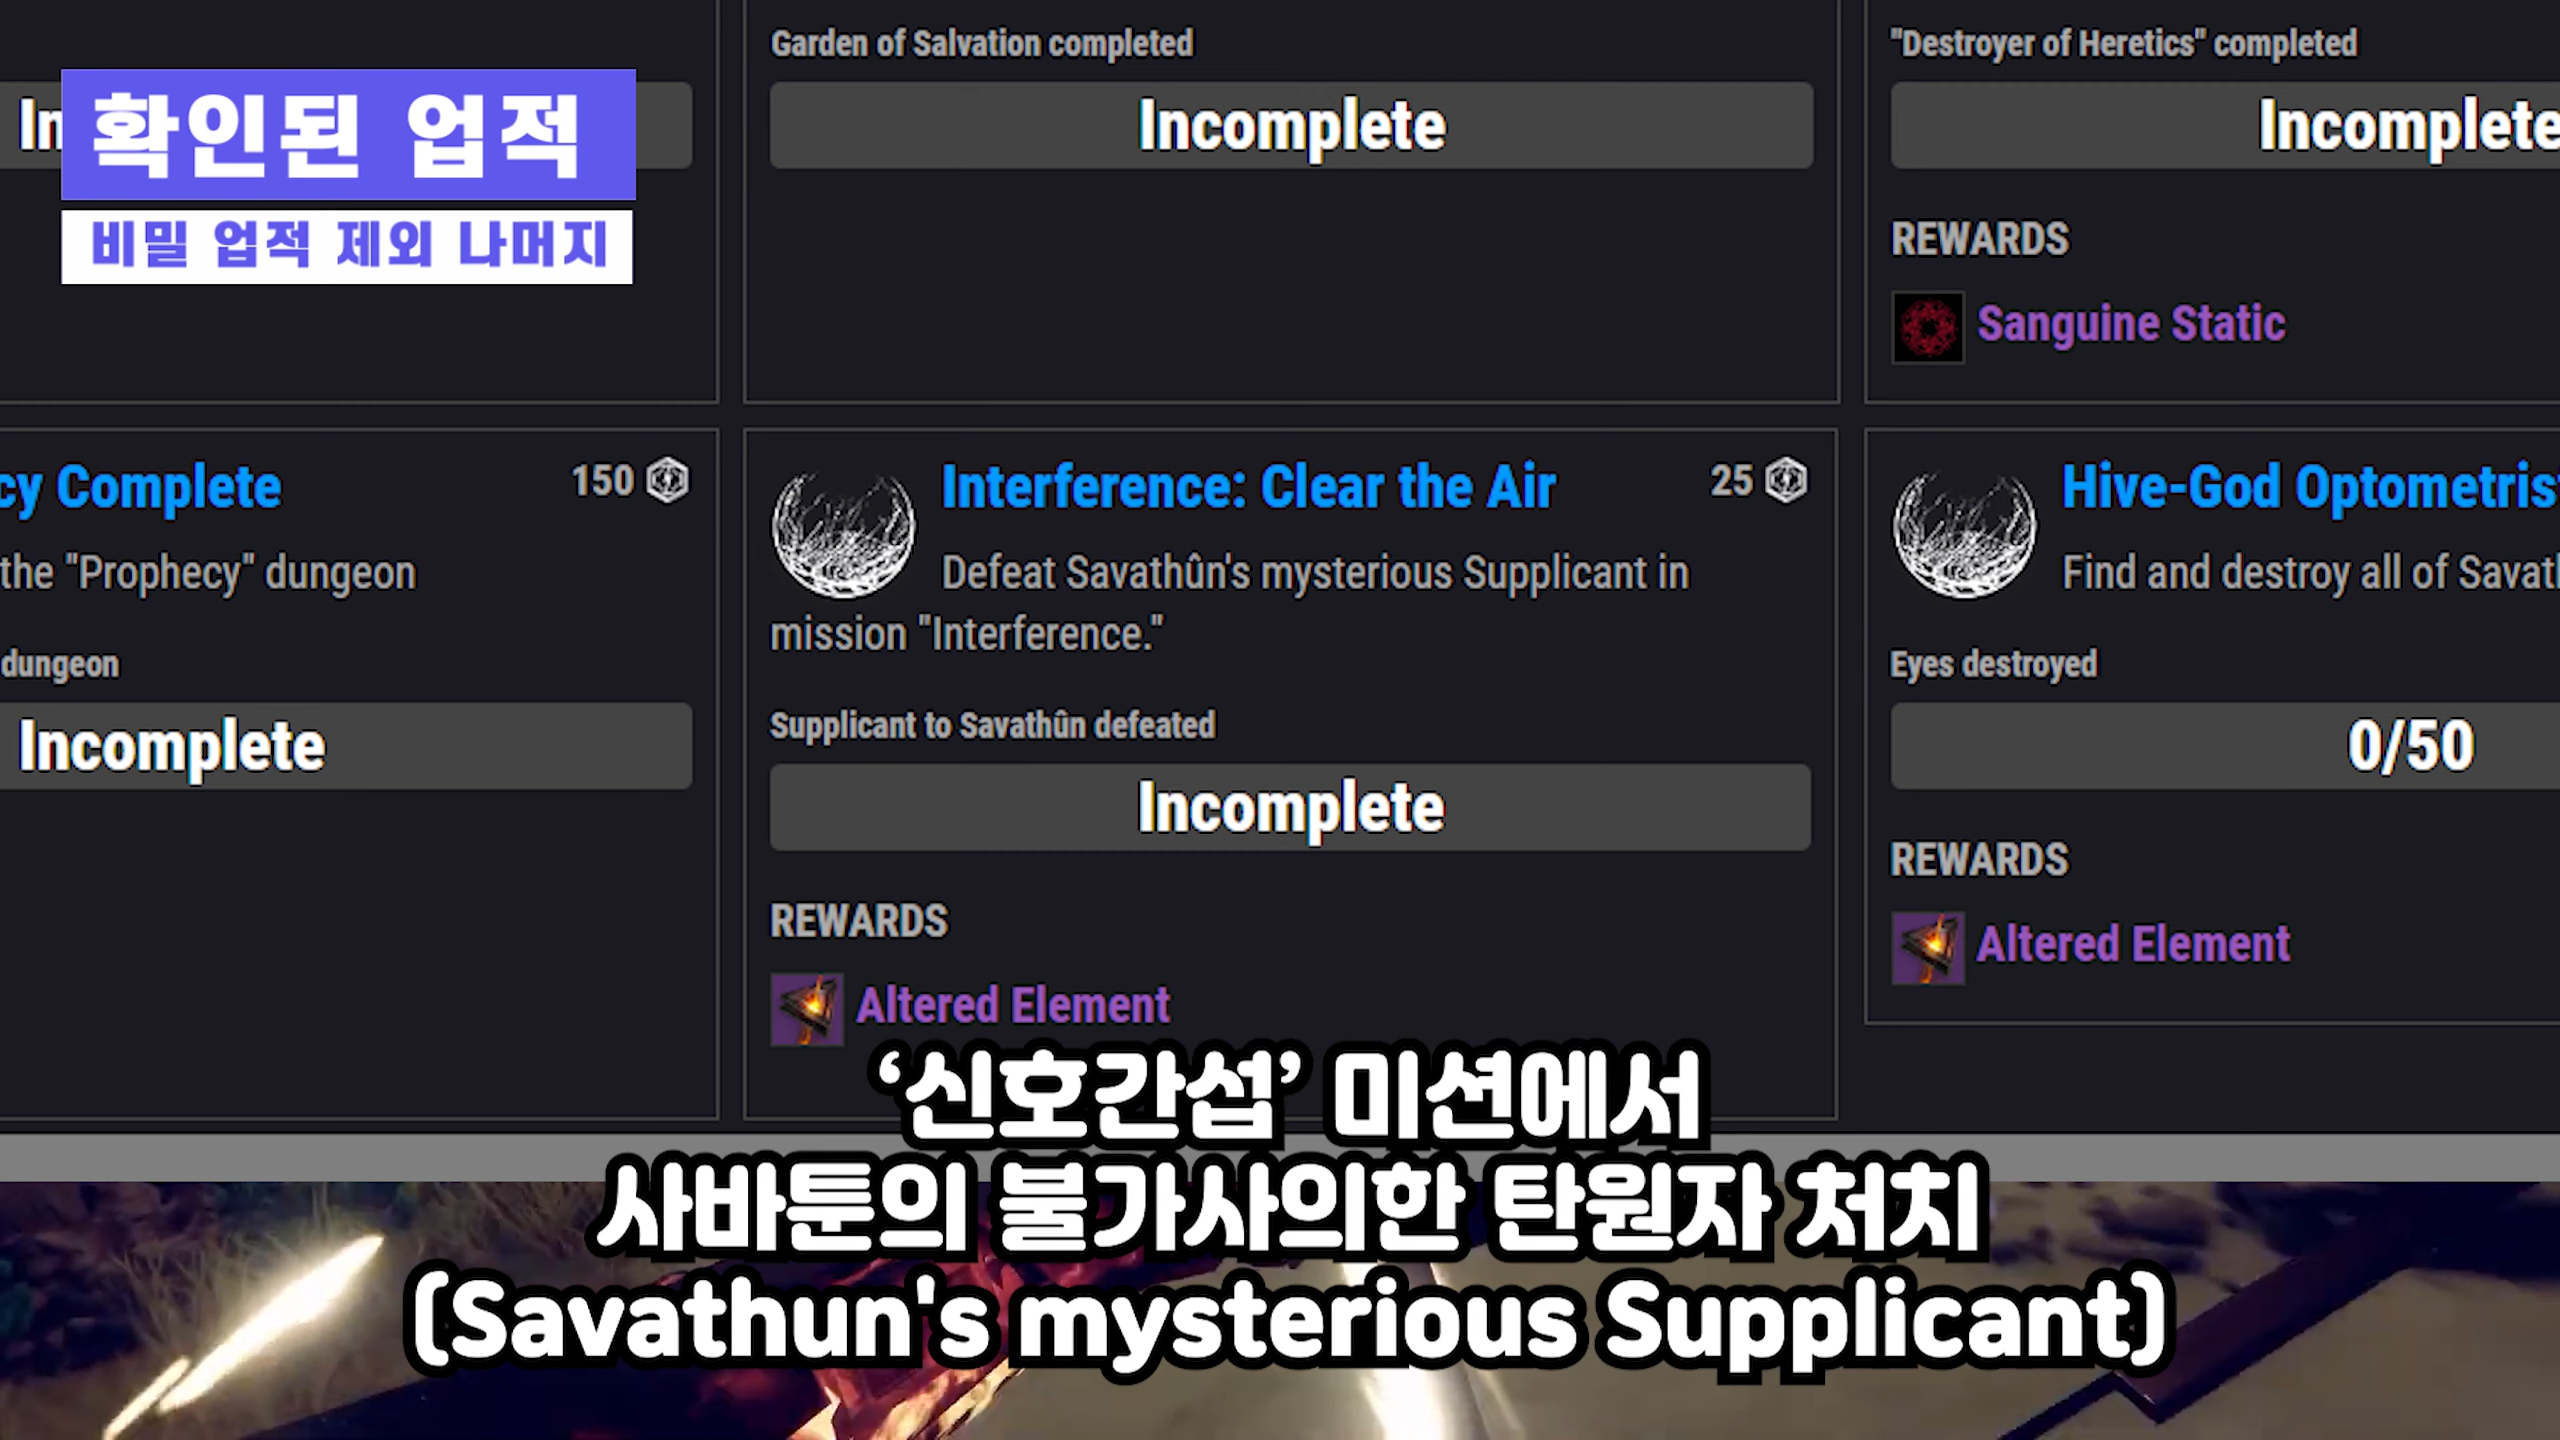 Garden of Salvation completed
Incomplete
"Destroyer of Heretics" completed
Incomplete
REWARDS
Sanguine Static
In
확인된 업적
비밀 업적 제외 나머지
cy Complete
150
the "Prophecy" dungeon
dungeon
Incomplete
Interference: Clear the Air
25
Defeat Savathûn's mysterious Supplicant in
mission "Interference."
Supplicant to Savathûn defeated
Incomplete
REWARDS
Altered Element
Hive-God Optometris
Find and destroy all of Savat
Eyes destroyed
0/50
REWARDS
Altered Element
‘신호간섭’ 미션에서
사바툰의 불가사의한 탄원자 처치
(Savathun's mysterious Supplicant)